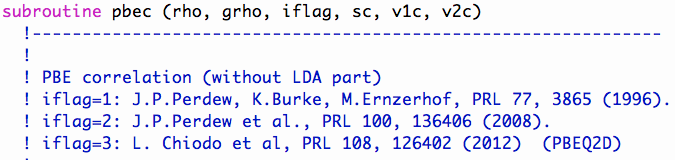 subroutine pbec (rho, grho, iflag, sc, v1c, v2c)
!---------------------------------------------------------------
!
! PBE correlation (without LDA part)
! iflag=1: J.P.Perdew, K.Burke, M.Ernzerhof, PRL 77, 3865 (1996).
! iflag=2: J.P.Perdew et al., PRL 100, 136406 (2008).
! iflag=3: L. Chiodo et al, PRL 108, 126402 (2012)  (PBEQ2D)